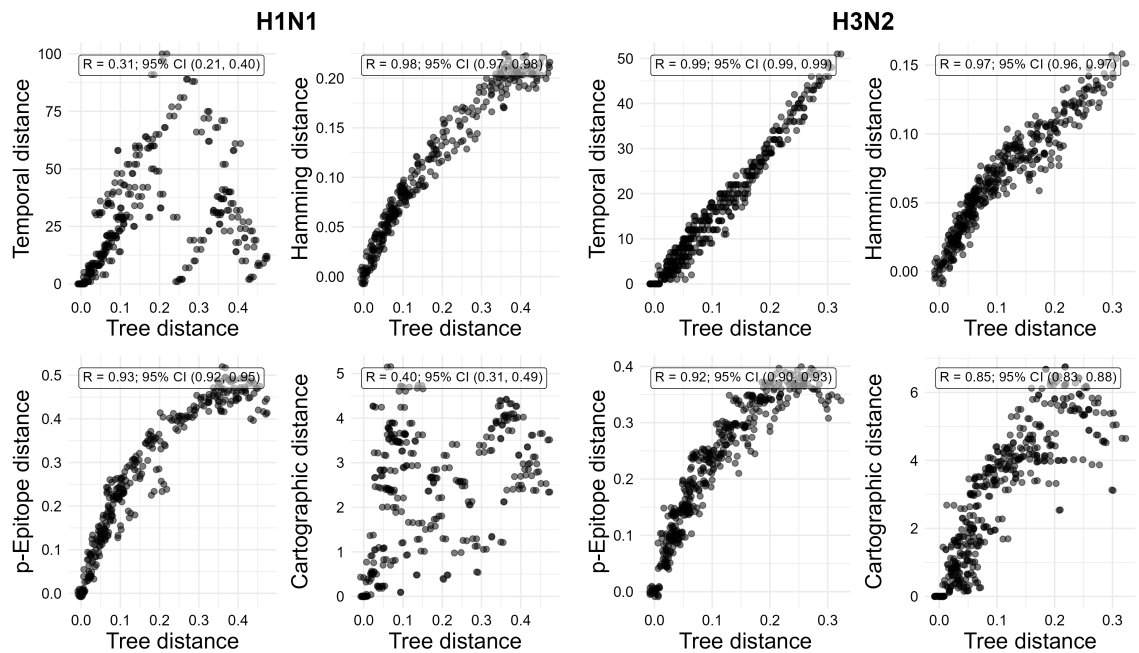 H1N1
H3N2
R = 0.31; 95% CI (0.21, 0.40)
Temporal distance
100
75
50
25
0
0.0 0.1 0.2 0.3 0.4
Tree distance
R = 0.98; 95% CI (0.97, 0.98)
Hamming distance
0.20
0.15
0.10
0.05
0.00
0.0 0.1 0.2 0.3 0.4
Tree distance
R = 0.99; 95% CI (0.99, 0.99)
Temporal distance
50
40
30
20
10
0
0.0 0.1 0.2 0.3
Tree distance
R = 0.97; 95% CI (0.96, 0.97)
Hamming distance
0.15
0.10
0.05
0.00
0.0 0.1 0.2 0.3
Tree distance
R = 0.93; 95% CI (0.92, 0.95)
p-Epitope distance
0.5
0.4
0.3
0.2
0.1
0.0
0.0 0.1 0.2 0.3 0.4
Tree distance
R = 0.40; 95% CI (0.31, 0.49)
Cartographic distance
5
4
3
2
1
0
0.0 0.1 0.2 0.3 0.4
Tree distance
R = 0.92; 95% CI (0.90, 0.93)
p-Epitope distance
0.4
0.3
0.2
0.1
0.0
0.0 0.1 0.2 0.3
Tree distance
R = 0.85; 95% CI (0.83, 0.88)
Cartographic distance
6
4
2
0
0.0 0.1 0.2 0.3
Tree distance